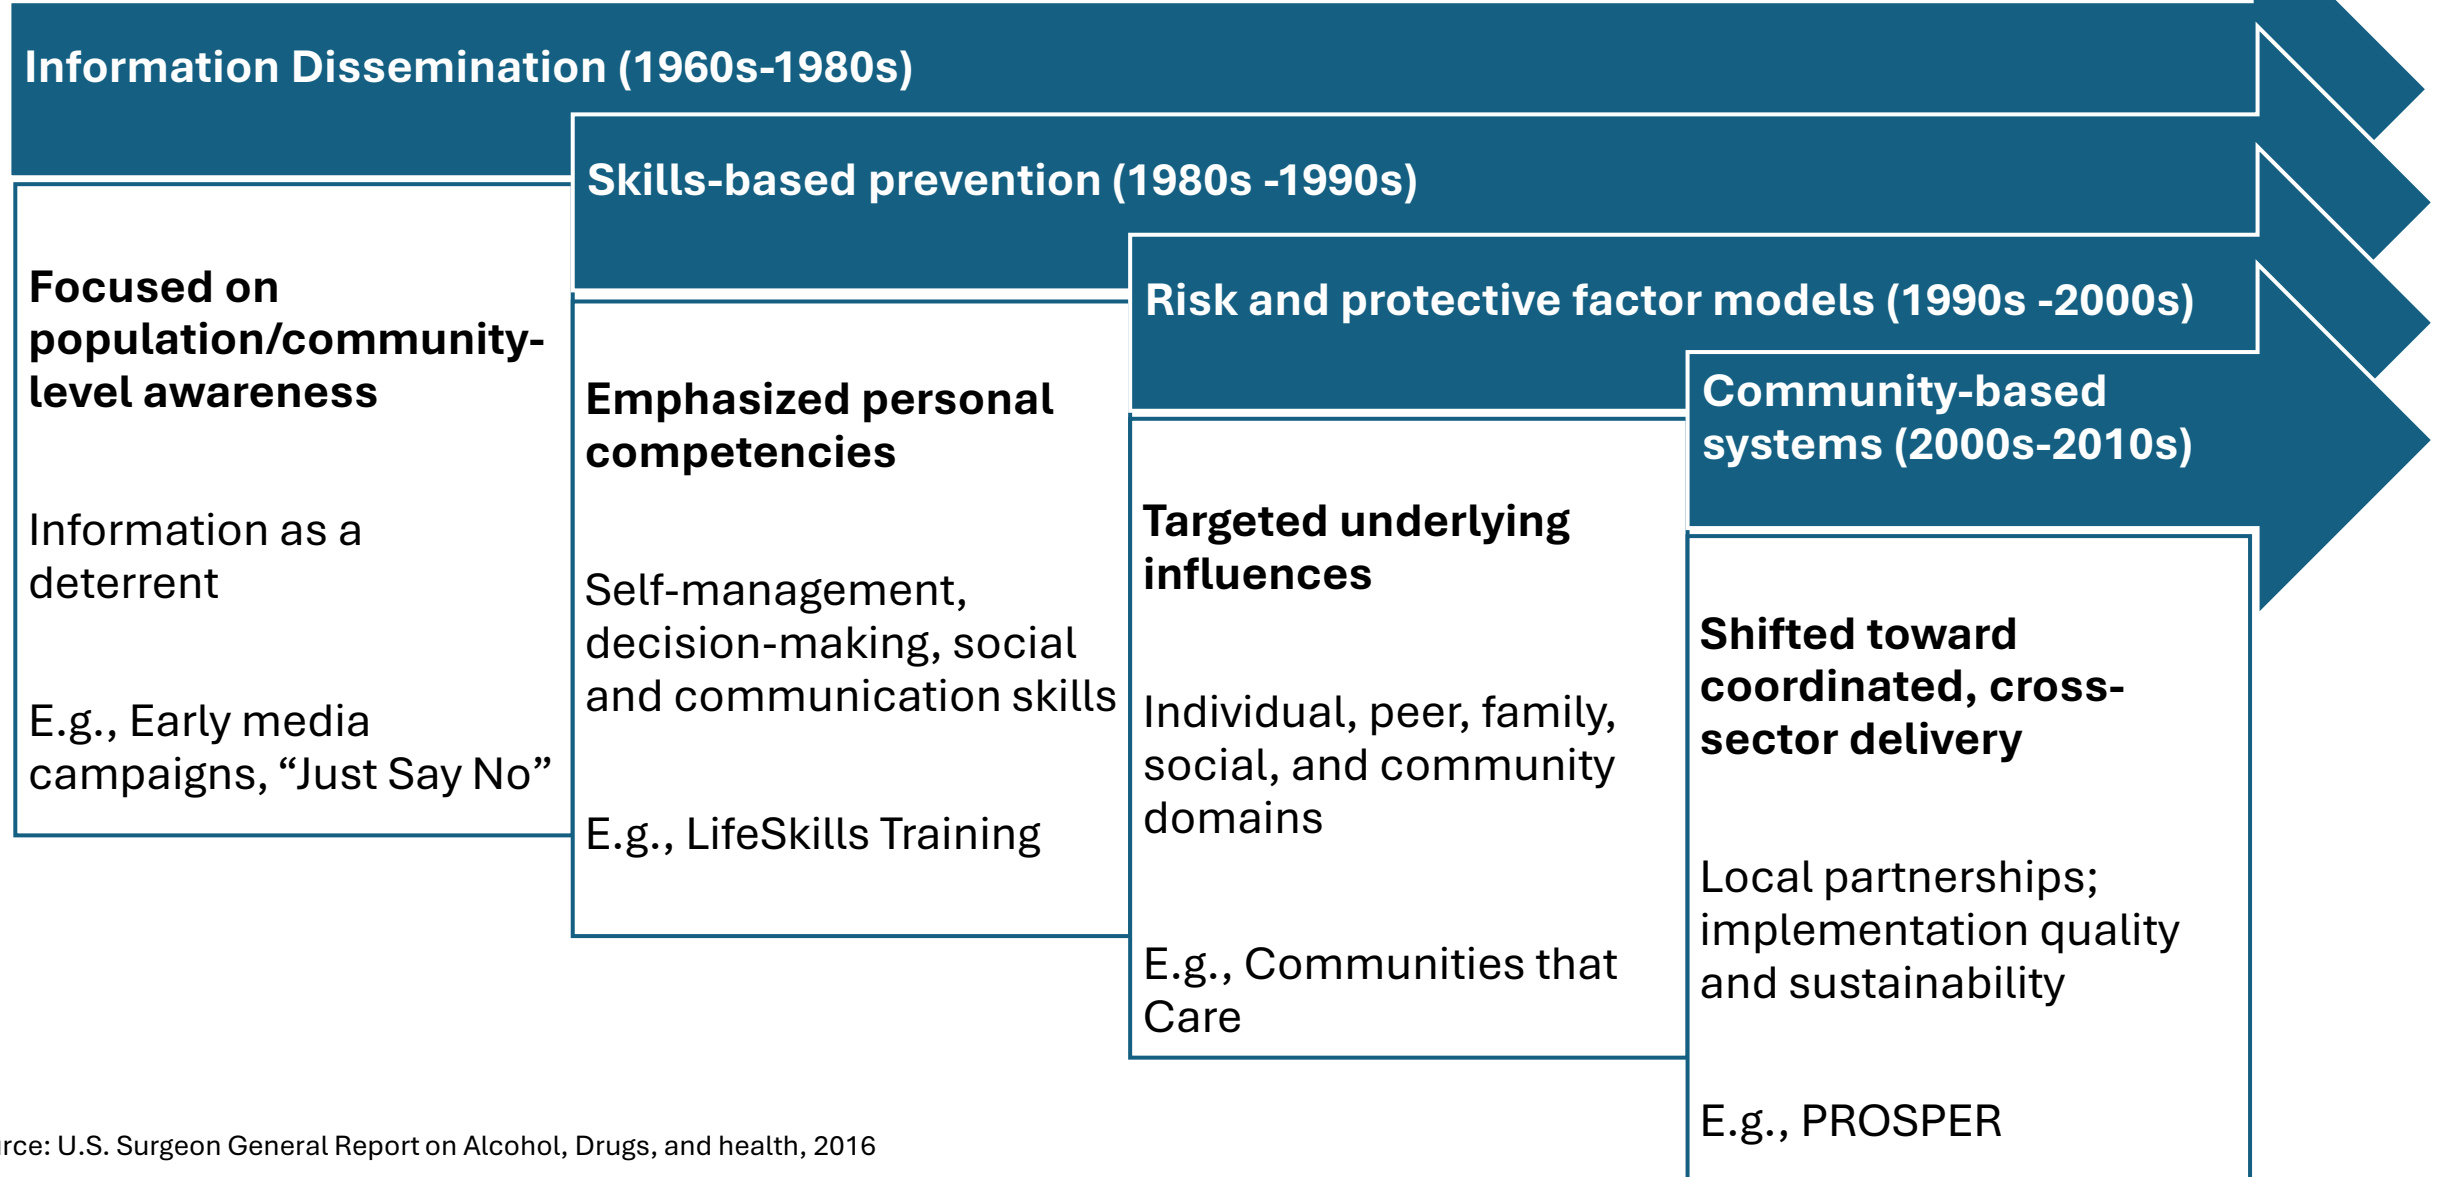 Information Dissemination (1960s-1980s)
Focused on
population/community-
level awareness
Information as a
deterrent
E.g., Early media
campaigns, “Just Say No”
Skills-based prevention (1980s -1990s)
Emphasized personal
competencies
Self-management,
decision-making, social
and communication skills
E.g., LifeSkills Training
Risk and protective factor models (1990s -2000s)
Targeted underlying
influences
Individual, peer, family,
social, and community
domains
E.g., Communities that
Care
Community-based
systems (2000s-2010s)
Shifted toward
coordinated, cross-
sector delivery
Local partnerships;
implementation quality
and sustainability
E.g., PROSPER
rce: U.S. Surgeon General Report on Alcohol, Drugs, and health, 2016